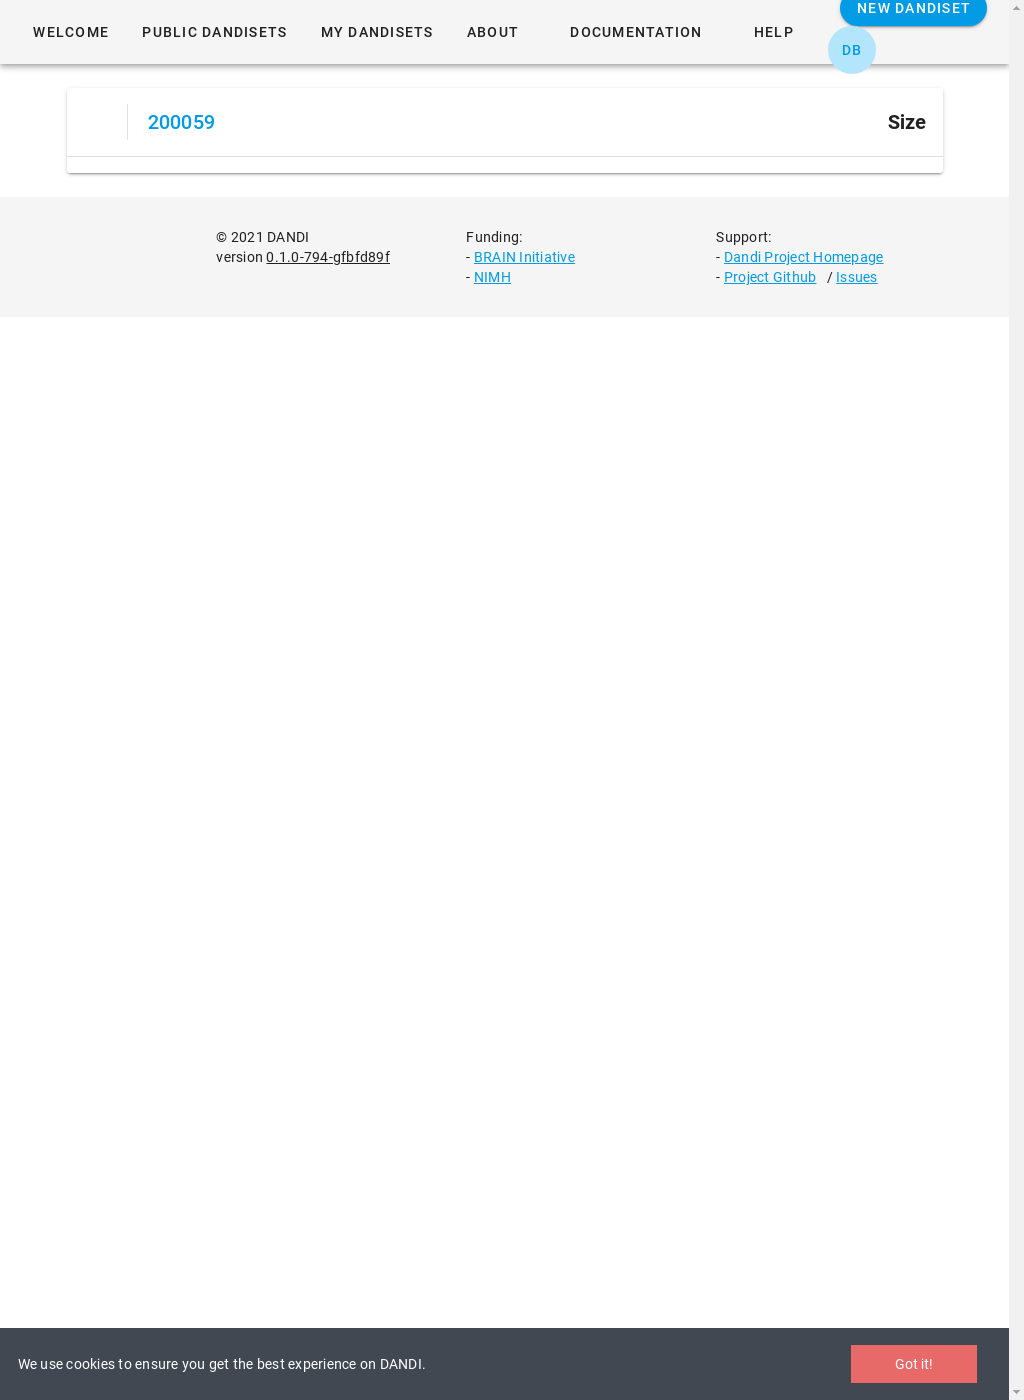 WELCOME PUBLIC DANDISETS MY DANDISETS ABOUT DOCUMENTATION HELP NEW DANDISET
DB
200059 Size
© 2021 DANDI
version 0.1.0-794-gfbfd89f
Funding:
- BRAIN Initiative
- NIMH
Support:
- Dandi Project Homepage
- Project Github / Issues
We use cookies to ensure you get the best experience on DANDI. Got it!